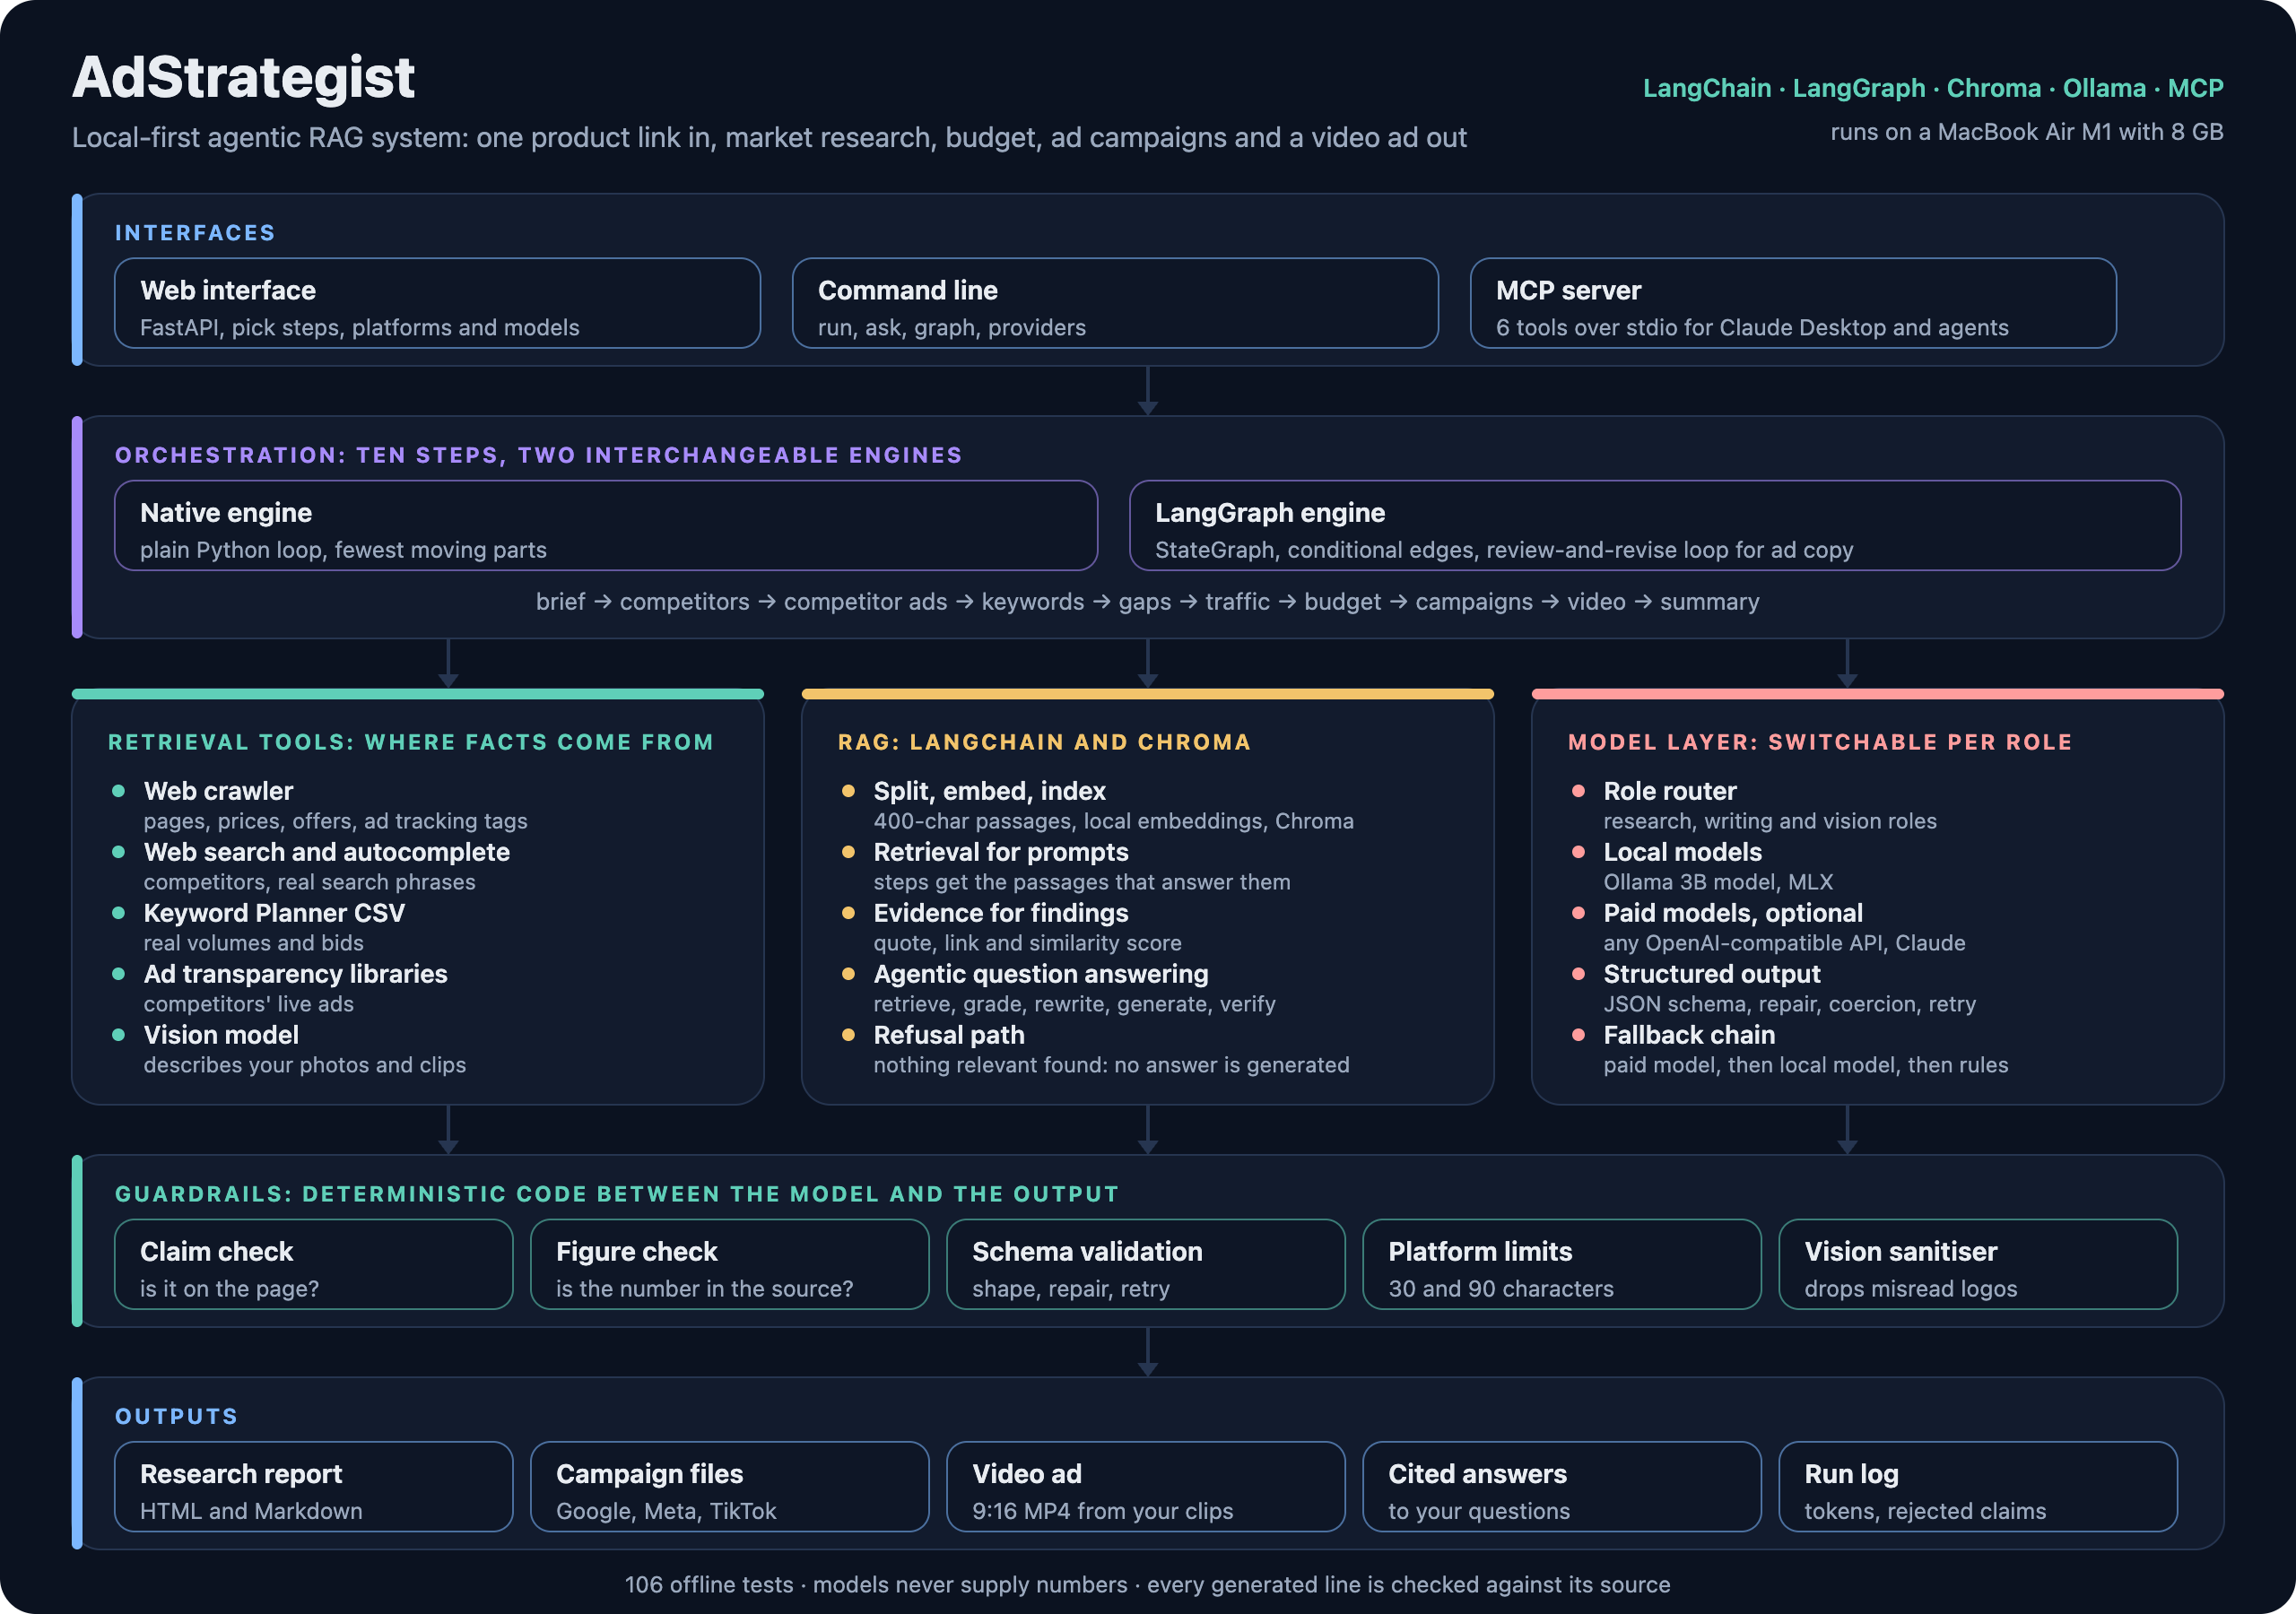 AdStrategist
Local-first agentic RAG system: one product link in, market research, budget, ad campaigns and a video ad out
LangChain · LangGraph · Chroma · Ollama · MCP
runs on a MacBook Air M1 with 8 GB
INTERFACES
Web interface
FastAPI, pick steps, platforms and models
Command line
run, ask, graph, providers
MCP server
6 tools over stdio for Claude Desktop and agents
ORCHESTRATION: TEN STEPS, TWO INTERCHANGEABLE ENGINES
Native engine
plain Python loop, fewest moving parts
LangGraph engine
StateGraph, conditional edges, review-and-revise loop for ad copy
brief → competitors → competitor ads → keywords → gaps → traffic → budget → campaigns → video → summary
RETRIEVAL TOOLS: WHERE FACTS COME FROM
Web crawler
pages, prices, offers, ad tracking tags
Web search and autocomplete
competitors, real search phrases
Keyword Planner CSV
real volumes and bids
Ad transparency libraries
competitors' live ads
Vision model
describes your photos and clips
RAG: LANGCHAIN AND CHROMA
Split, embed, index
400-char passages, local embeddings, Chroma
Retrieval for prompts
steps get the passages that answer them
Evidence for findings
quote, link and similarity score
Agentic question answering
retrieve, grade, rewrite, generate, verify
Refusal path
nothing relevant found: no answer is generated
MODEL LAYER: SWITCHABLE PER ROLE
Role router
research, writing and vision roles
Local models
Ollama 3B model, MLX
Paid models, optional
any OpenAI-compatible API, Claude
Structured output
JSON schema, repair, coercion, retry
Fallback chain
paid model, then local model, then rules
GUARDRAILS: DETERMINISTIC CODE BETWEEN THE MODEL AND THE OUTPUT
Claim check
is it on the page?
Figure check
is the number in the source?
Schema validation
shape, repair, retry
Platform limits
30 and 90 characters
Vision sanitiser
drops misread logos
OUTPUTS
Research report
HTML and Markdown
Campaign files
Google, Meta, TikTok
Video ad
9:16 MP4 from your clips
Cited answers
to your questions
Run log
tokens, rejected claims
106 offline tests · models never supply numbers · every generated line is checked against its source